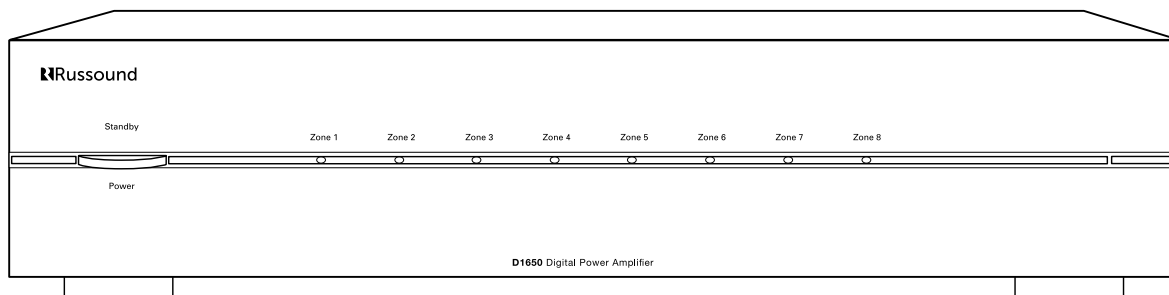 Russound
Standby
Zone 1 Zone 2 Zone 3 Zone 4 Zone 5 Zone 6 Zone 7 Zone 8
Power
D1650 Digital Power Amplifier